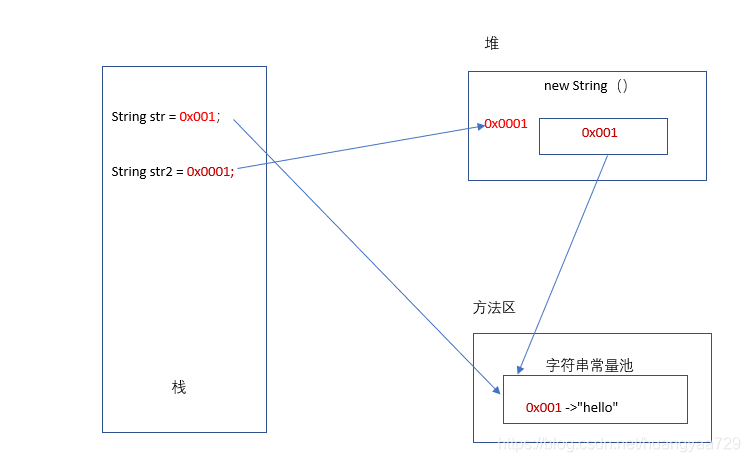 堆
new String（）
String str = 0x001;
0x0001
0x001
String str2 = 0x0001;
方法区
字符串常量池
栈
0x001 ->"hello"
https://blog.csdn.net/huangyaa729